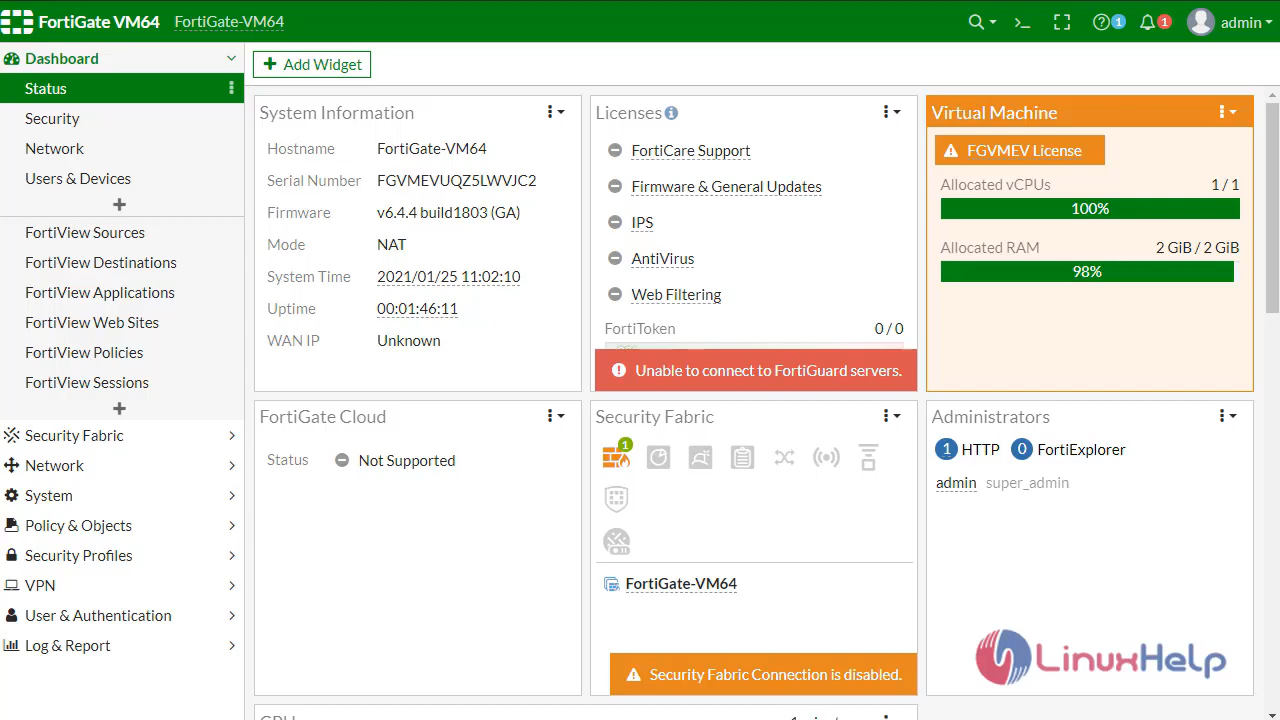 FortiGate VM64 FortiGate-VM64 1 1 admin
Dashboard
Status
Security
Network
Users & Devices
FortiView Sources
FortiView Destinations
FortiView Applications
FortiView Web Sites
FortiView Policies
FortiView Sessions
Security Fabric
Network
System
Policy & Objects
Security Profiles
VPN
User & Authentication
Log & Report
Add Widget
System Information
Hostname FortiGate-VM64
Serial Number FGVMEVUQZ5LWVJC2
Firmware v6.4.4 build1803 (GA)
Mode NAT
System Time 2021/01/25 11:02:10
Uptime 00:01:46:11
WAN IP Unknown
Licenses
FortiCare Support
Firmware & General Updates
IPS
AntiVirus
Web Filtering
FortiToken 0 / 0
Unable to connect to FortiGuard servers.
Virtual Machine
FGVMEV License
Allocated vCPUs 1 / 1
100%
Allocated RAM 2 GiB / 2 GiB
98%
FortiGate Cloud
Status Not Supported
Security Fabric
1
FortiGate-VM64
Security Fabric Connection is disabled.
Administrators
1 HTTP 0 FortiExplorer
admin super_admin
LinuxHelp